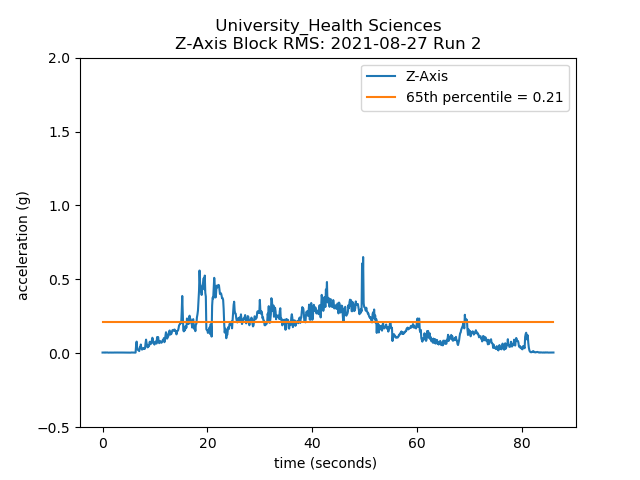 University_Health Sciences
Z-Axis Block RMS: 2021-08-27 Run 2
Z-Axis
65th percentile = 0.21
2.0
1.5
1.0
0.5
0.0
−0.5
acceleration (g)
0 20 40 60 80
time (seconds)